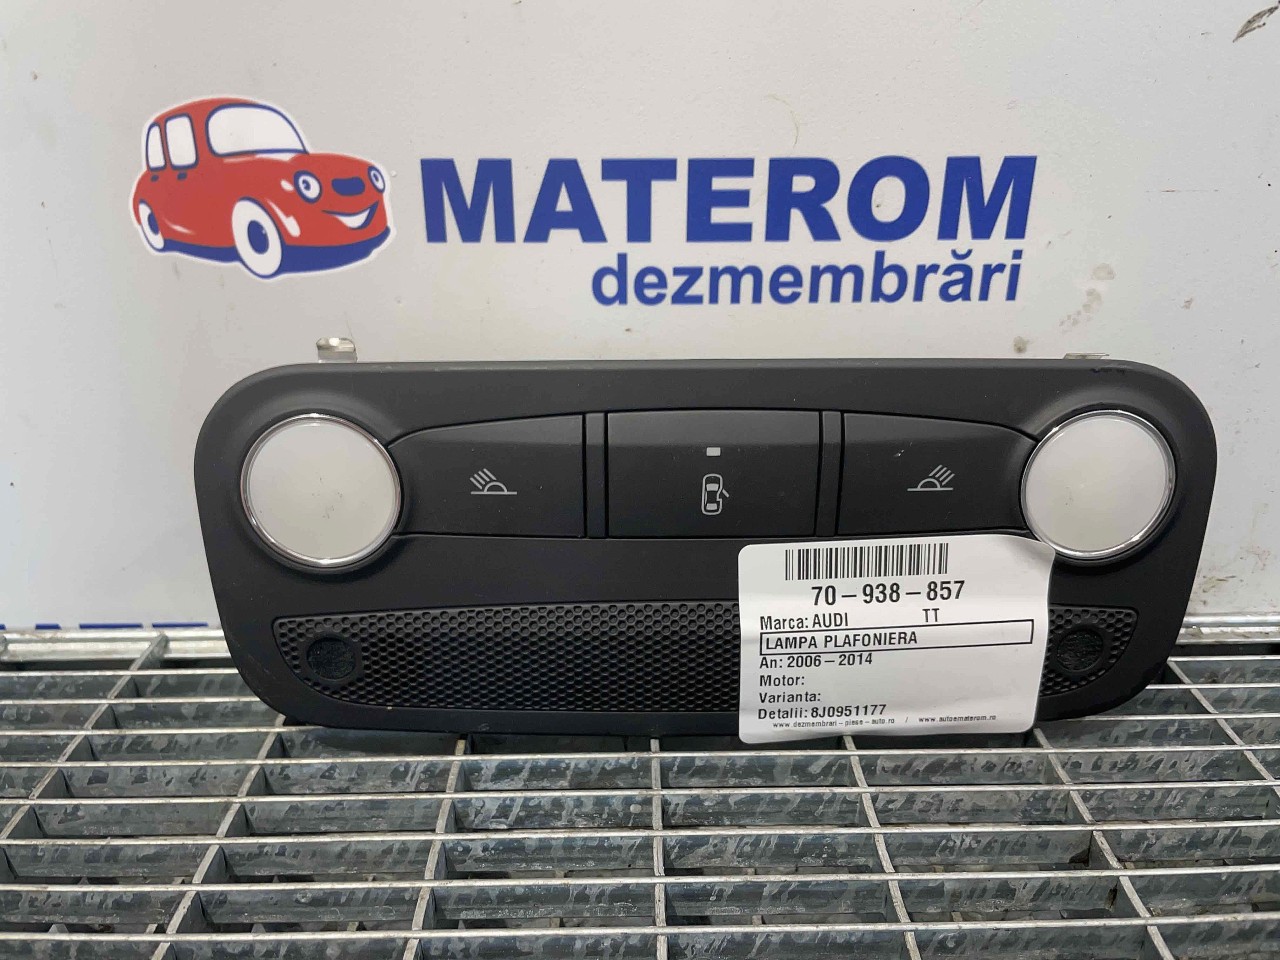 MATEROM
dezmembrări
70-938-857
Marca: AUDI TT
LAMPA PLAFONIERA
An: 2006-2014
Motor:
Varianta:
Detalii: 8J0951177
www.dezmembrari-piese-auto.ro / www.autoematerom.ro